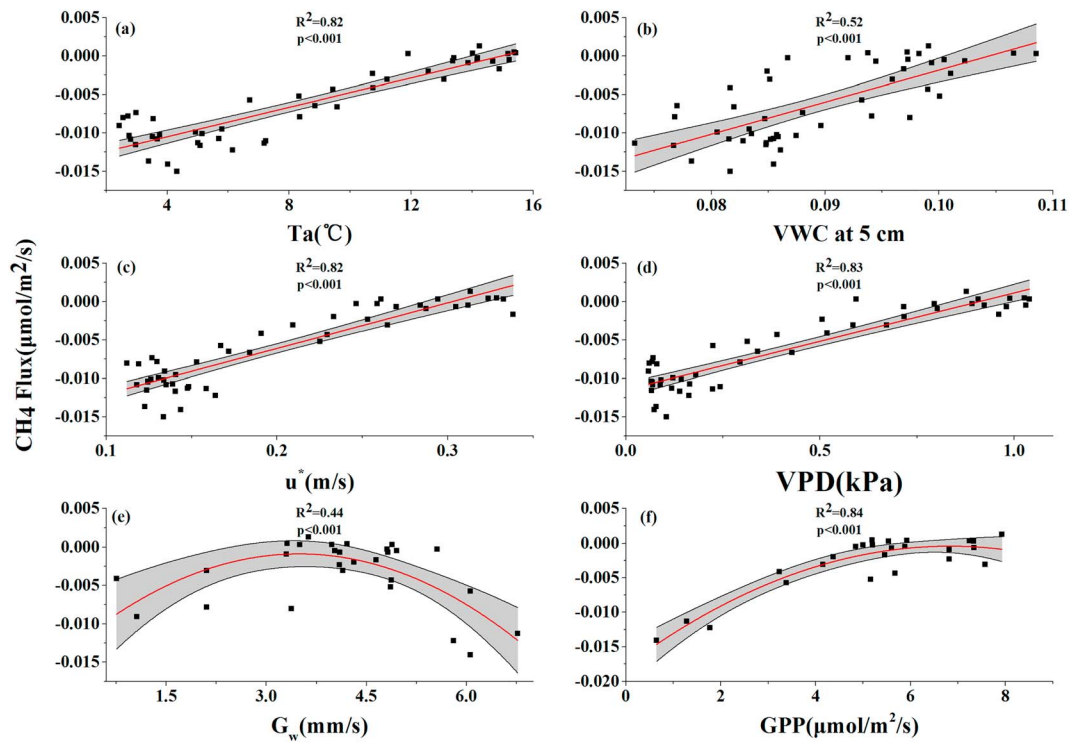 (a)
R²=0.82
p<0.001
0.005
0.000
-0.005
-0.010
-0.015
4
8
12
16
Ta(℃)
(b)
R²=0.52
p<0.001
0.005
0.000
-0.005
-0.010
-0.015
0.08
0.09
0.10
0.11
VWC at 5 cm
CH4 Flux(μmol/m²/s)
(c)
R²=0.82
p<0.001
0.005
0.000
-0.005
-0.010
-0.015
0.1
0.2
0.3
u*(m/s)
(d)
R²=0.83
p<0.001
0.005
0.000
-0.005
-0.010
-0.015
0.0
0.5
1.0
VPD(kPa)
(e)
R²=0.44
p<0.001
0.005
0.000
-0.005
-0.010
-0.015
1.5
3.0
4.5
6.0
G_w(mm/s)
(f)
R²=0.84
p<0.001
0.005
0.000
-0.005
-0.010
-0.015
-0.020
0
2
4
6
8
GPP(μmol/m²/s)